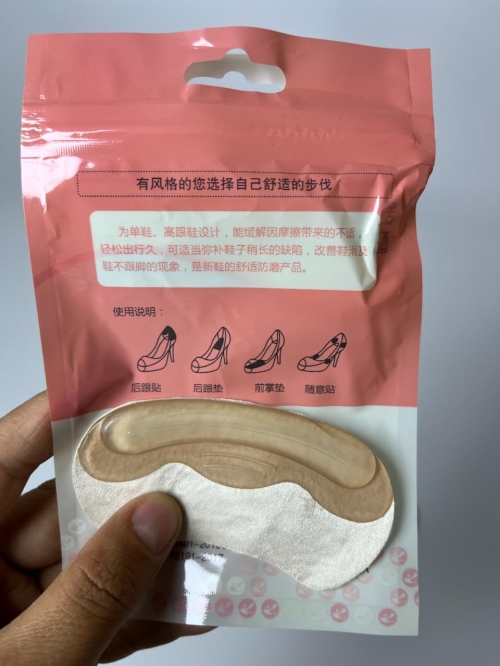 有风格的您选择自己舒适的步伐
为单鞋、高跟鞋设计，能缓解因摩擦带来的不适，
轻松出行久，可适当弥补鞋子稍长的缺陷，改善鞋滑及
鞋不跟脚的现象，是新鞋的舒适防磨产品。
使用说明：
后跟贴 后跟垫 前掌垫 随意贴